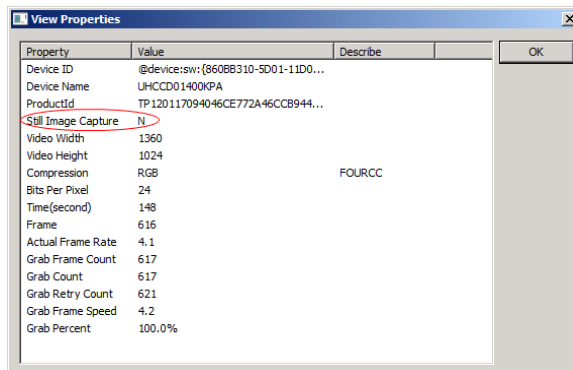 View Properties
Property Value Describe OK
Device ID @device:sw:{860BB310-5D01-11D0...
Device Name UHCCD01400KPA
ProductId TP120117094046CE772A46CCB944...
Still Image Capture N
Video Width 1360
Video Height 1024
Compression RGB FOURCC
Bits Per Pixel 24
Time(second) 148
Frame 616
Actual Frame Rate 4.1
Grab Frame Count 617
Grab Count 617
Grab Retry Count 621
Grab Frame Speed 4.2
Grab Percent 100.0%